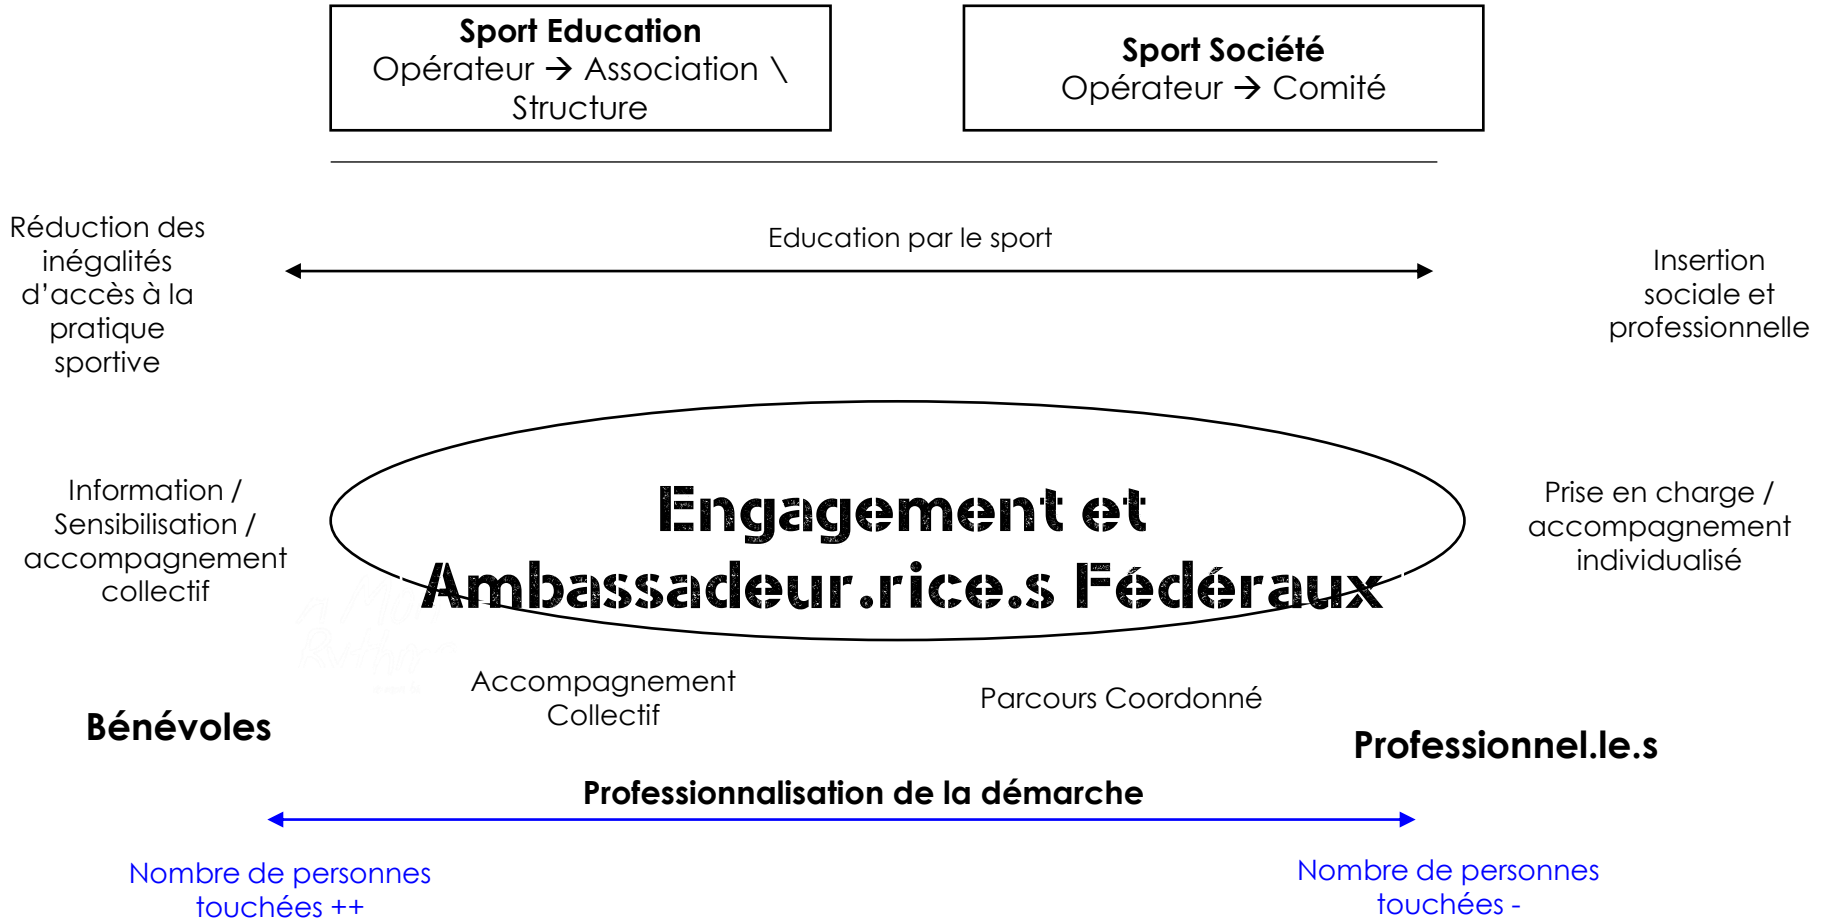 Sport Education
Opérateur → Association \
Structure
Sport Société
Opérateur → Comité
Réduction des
inégalités
d’accès à la
pratique
sportive
Education par le sport
Insertion
sociale et
professionnelle
Information /
Sensibilisation /
accompagnement
collectif
Engagement et
Ambassadeur.rice.s Fédéraux
Prise en charge /
accompagnement
individualisé
Accompagnement
Collectif
Parcours Coordonné
Bénévoles
Professionnel.le.s
Professionnalisation de la démarche
Nombre de personnes
touchées ++
Nombre de personnes
touchées -